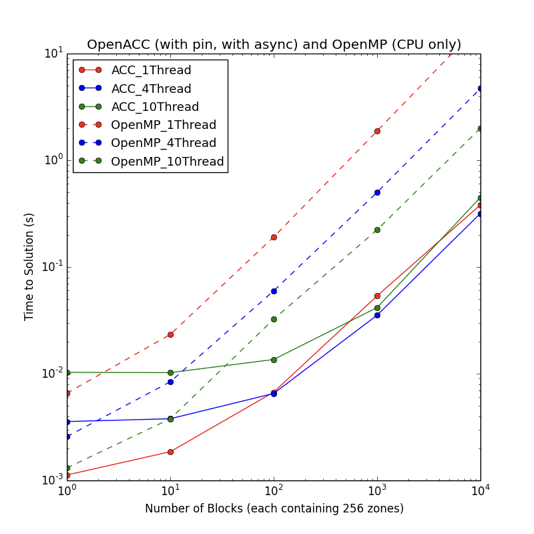 OpenACC (with pin, with async) and OpenMP (CPU only)
ACC_1Thread
ACC_4Thread
ACC_10Thread
OpenMP_1Thread
OpenMP_4Thread
OpenMP_10Thread
Time to Solution (s)
10^1
10^0
10^-1
10^-2
10^-3
10^0 10^1 10^2 10^3 10^4
Number of Blocks (each containing 256 zones)